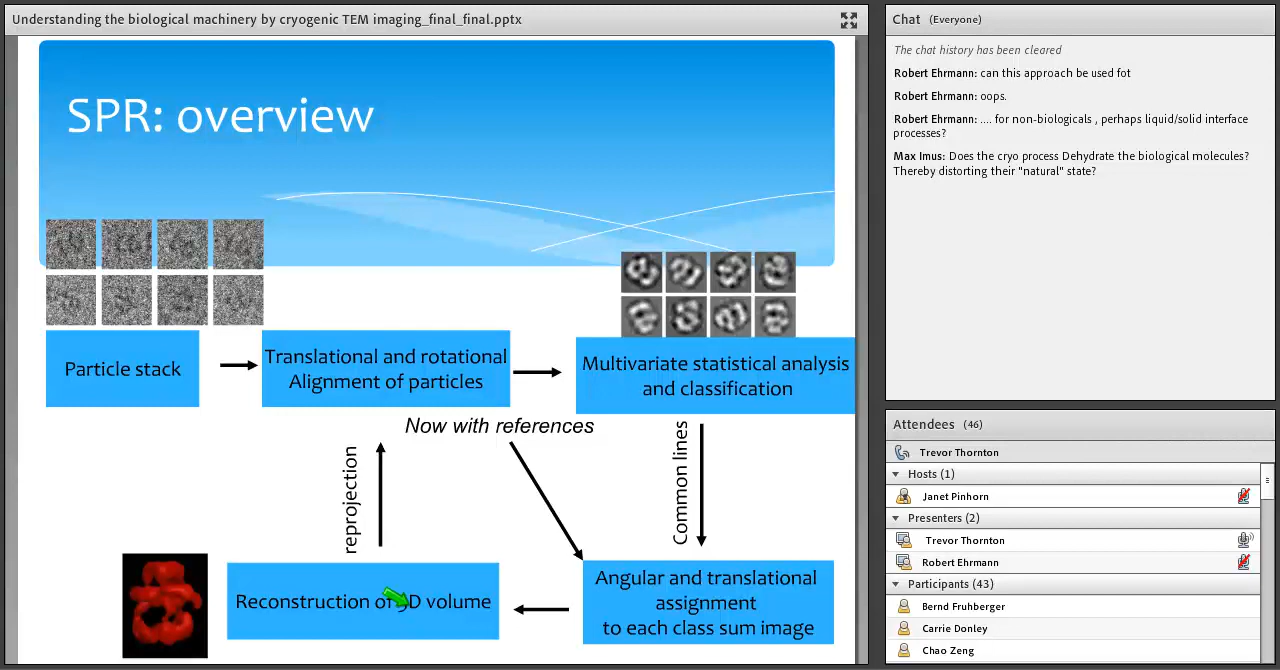 Understanding the biological machinery by cryogenic TEM imaging_final_final.pptx
SPR: overview
Particle stack
Translational and rotational
Alignment of particles
Multivariate statistical analysis
and classification
Now with references
reprojection
Common lines
Reconstruction of 3D volume
Angular and translational
assignment
to each class sum image
Chat (Everyone)
The chat history has been cleared
Robert Ehrmann: can this approach be used fot
Robert Ehrmann: oops.
Robert Ehrmann: .... for non-biologicals , perhaps liquid/solid interface
processes?
Max Imus: Does the cryo process Dehydrate the biological molecules?
Thereby distorting their "natural" state?
Attendees (46)
Trevor Thornton
Hosts (1)
Janet Pinhorn
Presenters (2)
Trevor Thornton
Robert Ehrmann
Participants (43)
Bernd Fruhberger
Carrie Donley
Chao Zeng